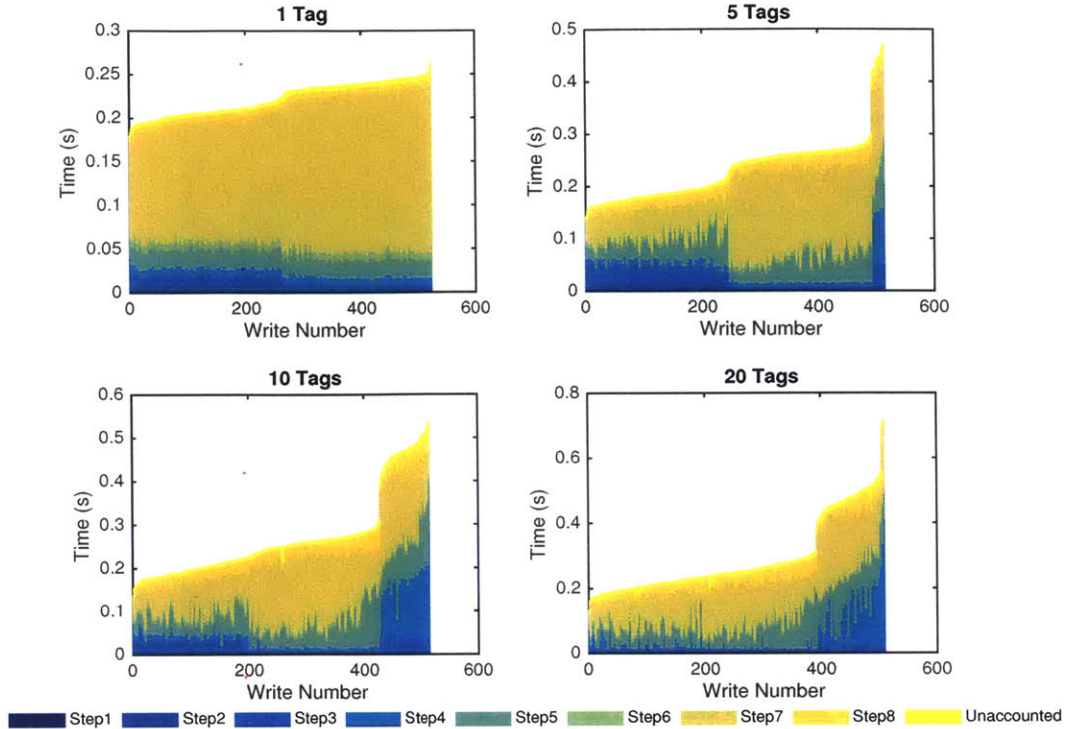 1 Tag
0.3
0.25
0.2
0.15
0.1
0.05
0
Time (s)
0 200 400 600
Write Number
5 Tags
0.5
0.4
0.3
0.2
0.1
0
Time (s)
0 200 400 600
Write Number
10 Tags
0.6
0.5
0.4
0.3
0.2
0.1
0
Time (s)
0 200 400 600
Write Number
20 Tags
0.8
0.6
0.4
0.2
0
Time (s)
0 200 400 600
Write Number
Step1 Step2 Step3 Step4 Step5 Step6 Step7 Step8 Unaccounted